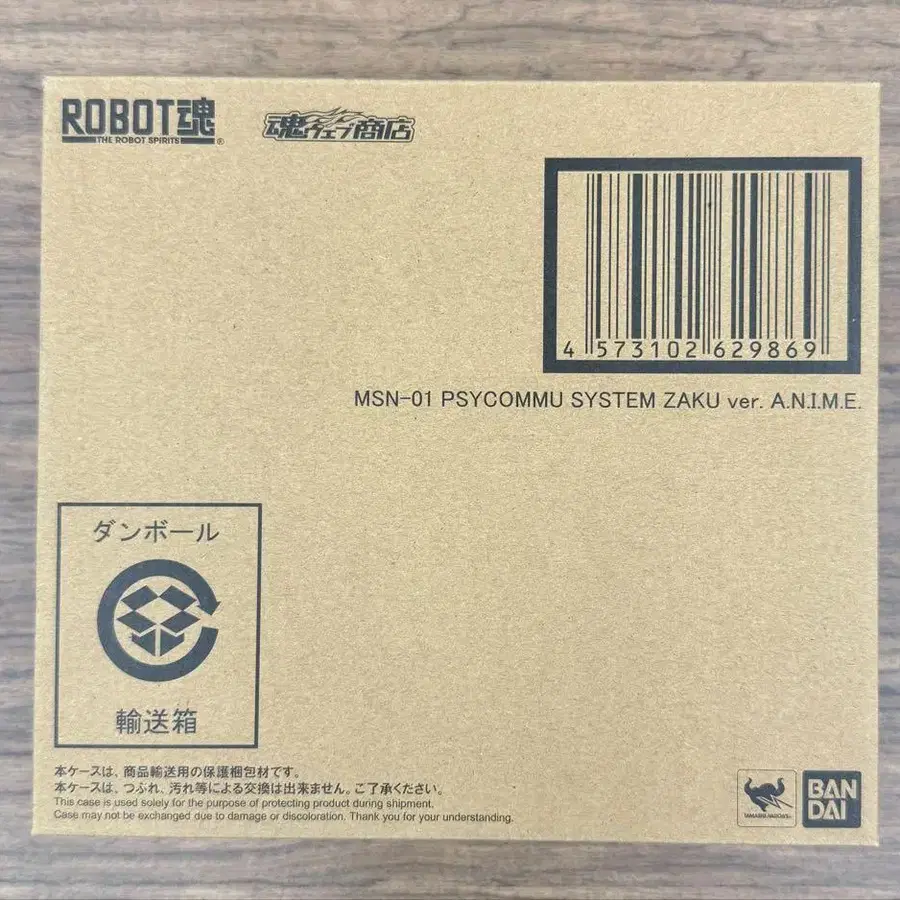 ROBOT魂
THE ROBOT SPIRITS ®
魂ウェブ商店
4 573102 629869
MSN-01 PSYCOMMU SYSTEM ZAKU ver. A.N.I.M.E.
ダンボール
輸送箱
本ケースは、商品輸送用の保護梱包材です。
本ケースは、つぶれ、汚れ等による交換は出来ません。ご了承ください。
This case is used solely for the purpose of protecting product during shipment.
Case may not be exchanged due to damage or discoloration. Thank you for your understanding.
TAMASHII NATIONS
BAN
DAI